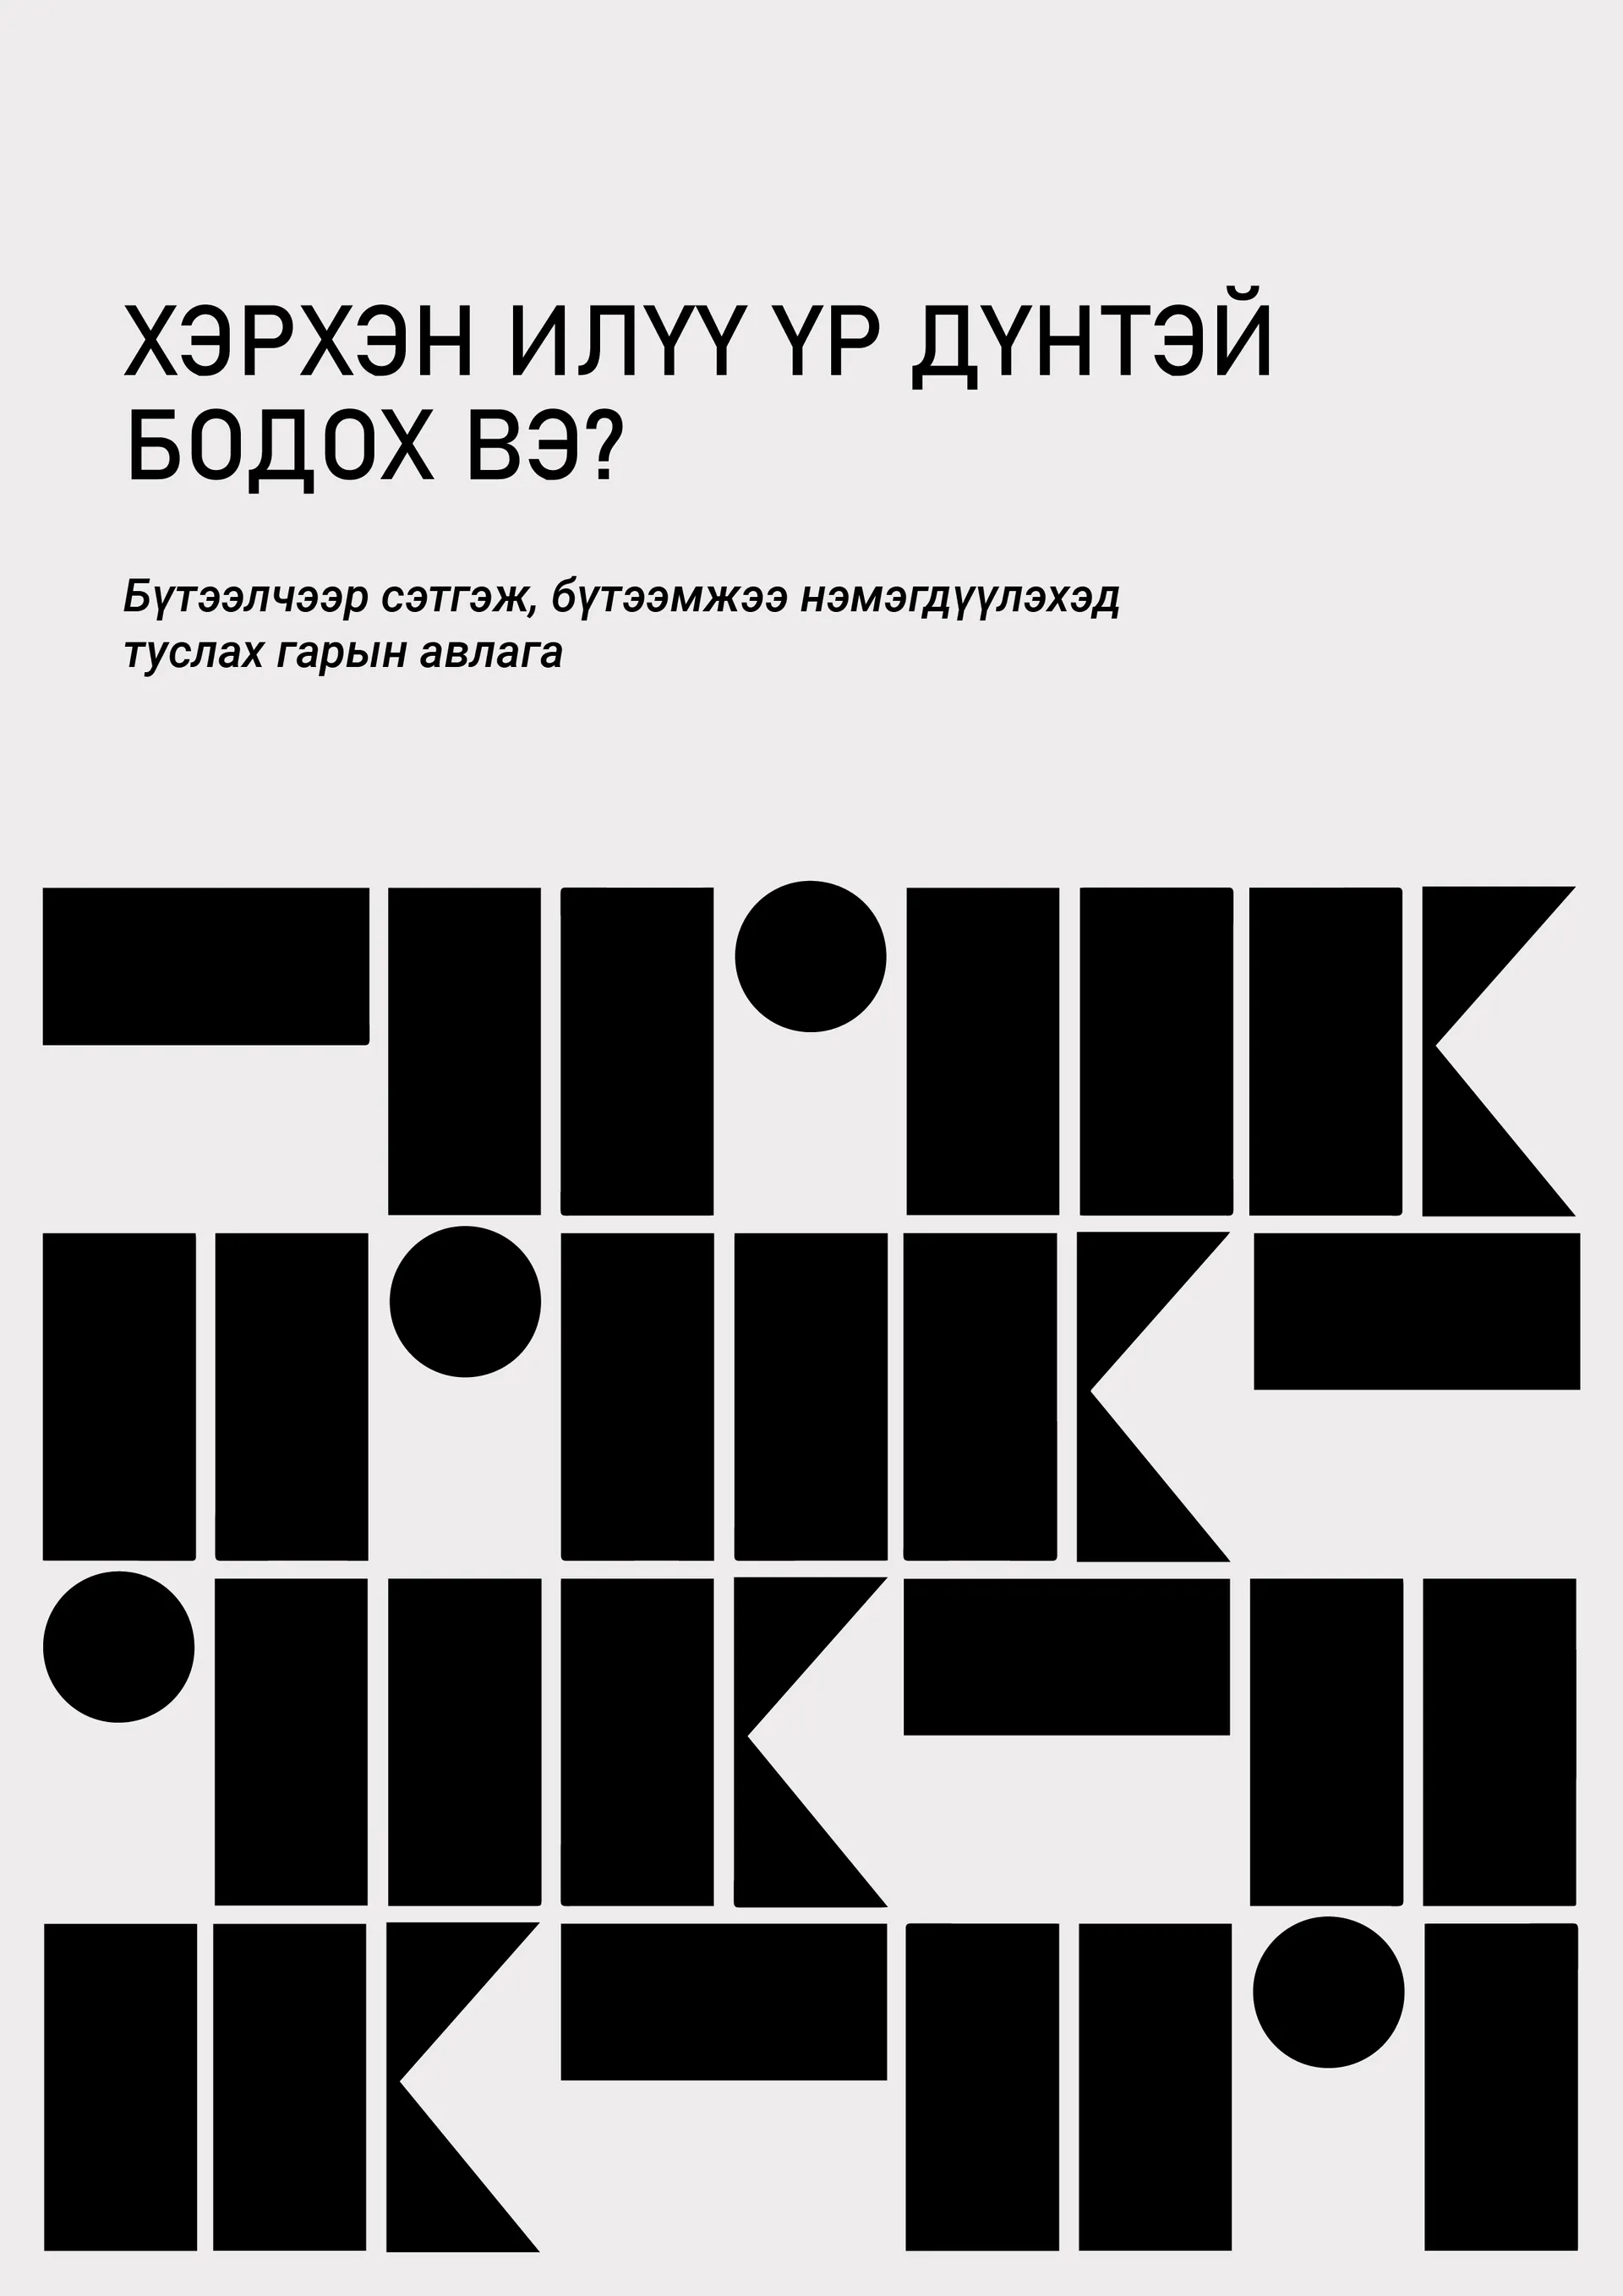 ХЭРХЭН ИЛҮҮ ҮР ДҮНТЭЙ
БОДОХ ВЭ?
Бүтээлчээр сэтгэж, бүтээмжээ нэмэгдүүлэхэд
туслах гарын авлага